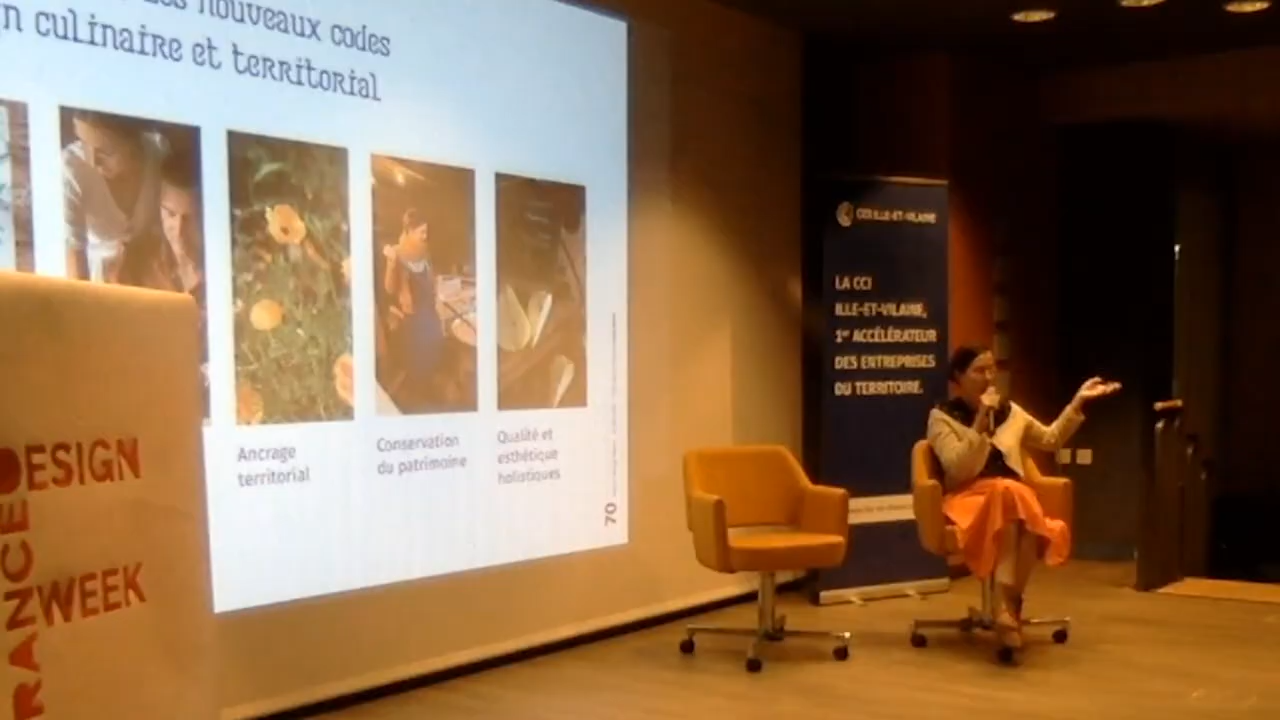 nouveaux codes
culinaire et territorial
Ancrage
territorial
Conservation
du patrimoine
Qualité et
esthétique
holistiques
70
DESIGN
WEEK
CCI ILLE-ET-VILAINE
LA CCI
ILLE-ET-VILAINE,
1er ACCÉLÉRATEUR
DES ENTREPRISES
DU TERRITOIRE.